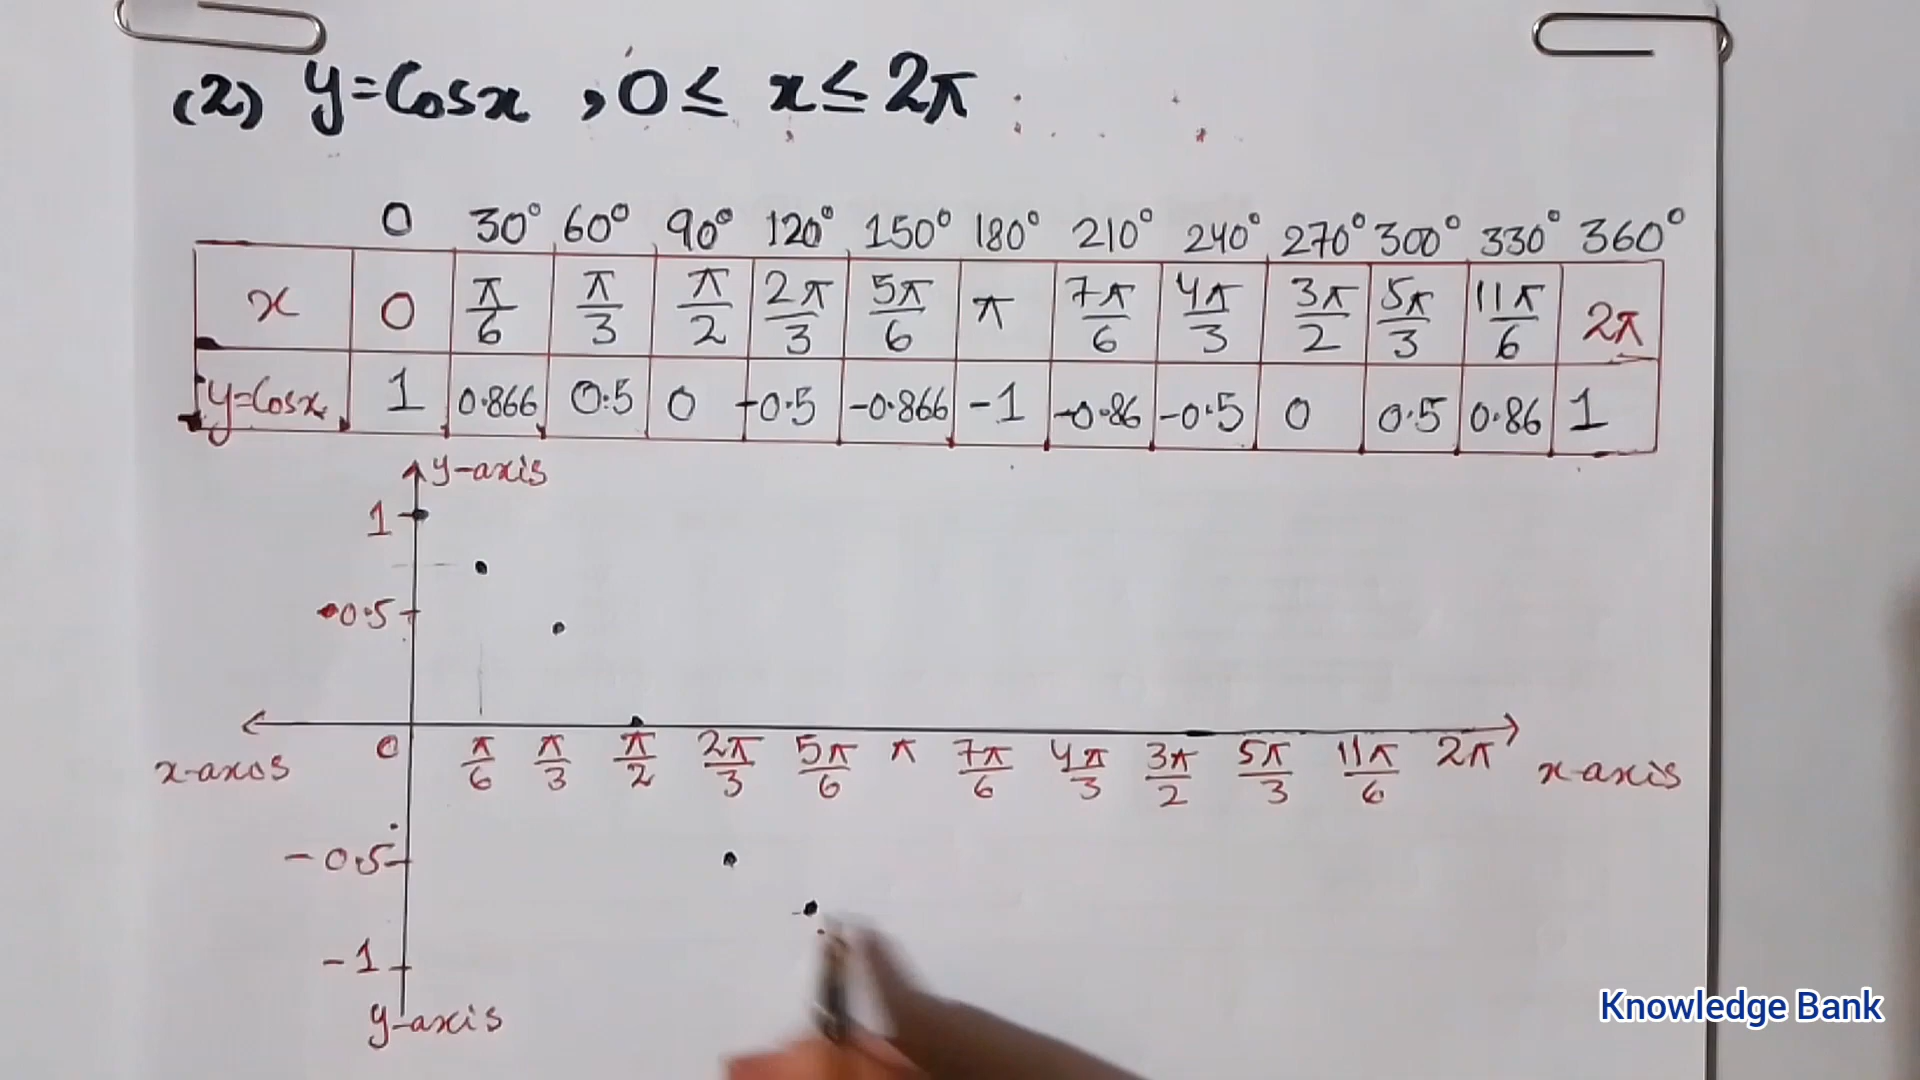 (2) y=Cosx , 0 ≤ x ≤ 2π
0 30° 60° 90° 120° 150° 180° 210° 240° 270° 300° 330° 360°
x 0 π/6 π/3 π/2 2π/3 5π/6 π 7π/6 4π/3 3π/2 5π/3 11π/6 2π
y=Cosx 1 0.866 0.5 0 -0.5 -0.866 -1 -0.86 -0.5 0 0.5 0.86 1
y-axis
1
0.5
0 π/6 π/3 π/2 2π/3 5π/6 π 7π/6 4π/3 3π/2 5π/3 11π/6 2π
x-axos x-axis
-0.5
-1
y-axis
Knowledge Bank